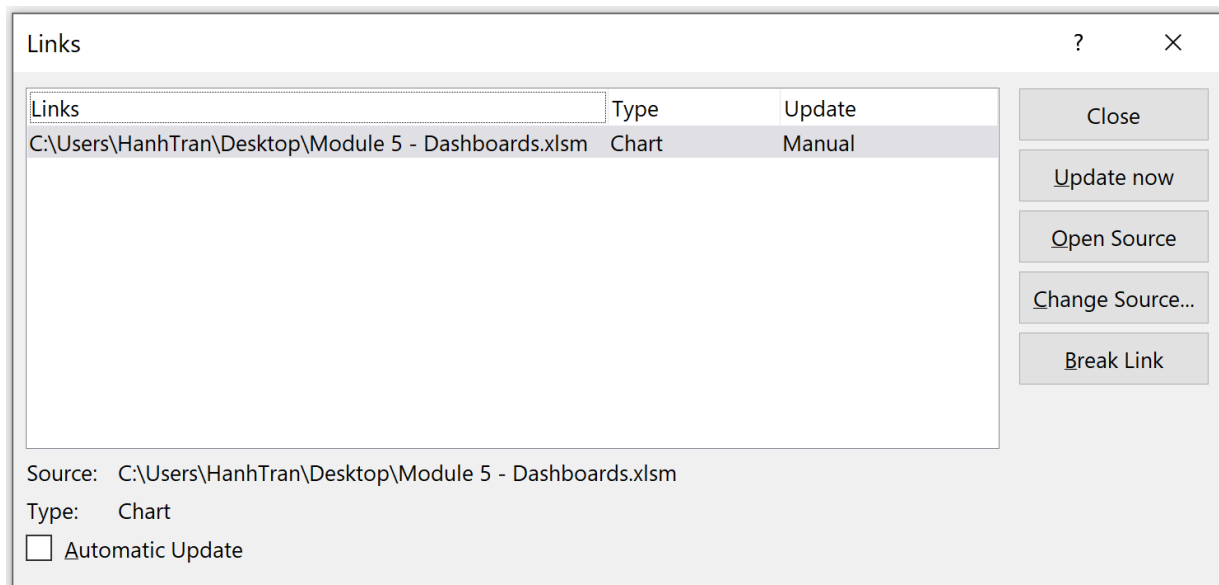 Links
?
Links Type Update
C:\Users\HanhTran\Desktop\Module 5 - Dashboards.xlsm Chart Manual
Close
Update now
Open Source
Change Source...
Break Link
Source: C:\Users\HanhTran\Desktop\Module 5 - Dashboards.xlsm
Type: Chart
Automatic Update